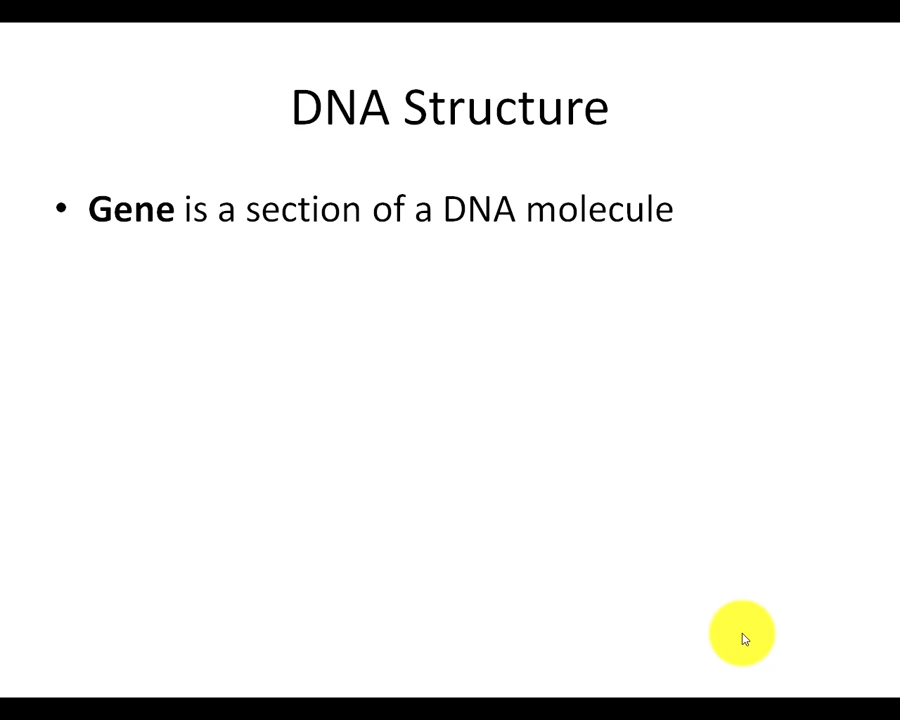 DNA Structure
• Gene is a section of a DNA molecule